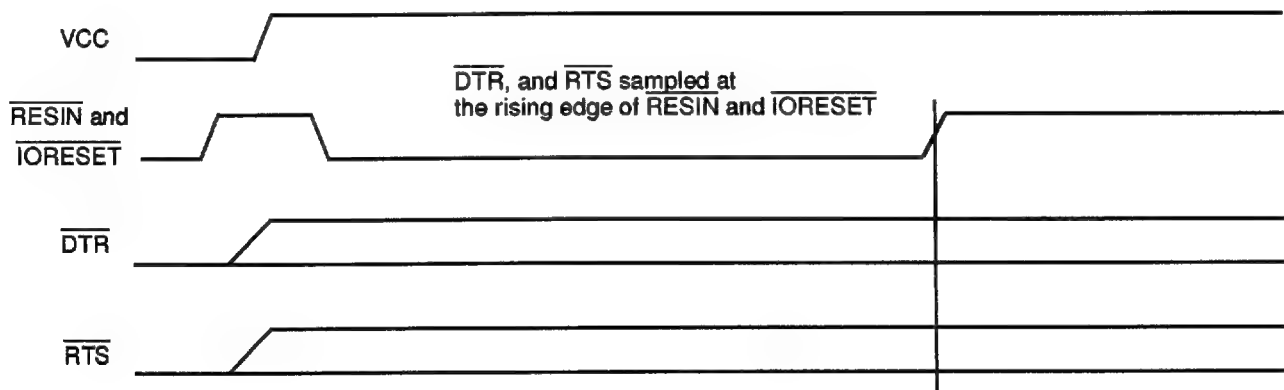 VCC
DTR, and RTS sampled at
the rising edge of RESIN and IORESET
RESIN and
IORESET
DTR
RTS